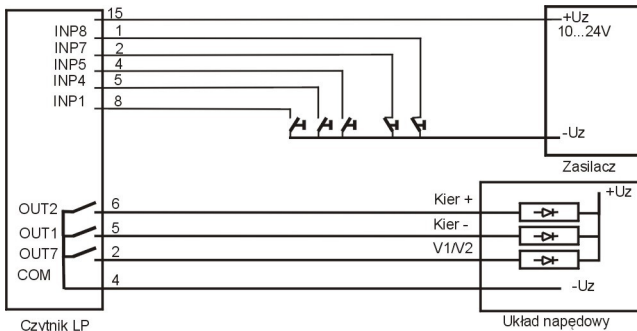 15
INP8 1
INP7 2
INP5 4
INP4 5
INP1 8
+Uz
10...24V
-Uz
Zasilacz
+Uz
OUT2 6 Kier +
OUT1 5 Kier -
OUT7 2 V1/V2
COM 4 -Uz
Czytnik LP
Układ napędowy